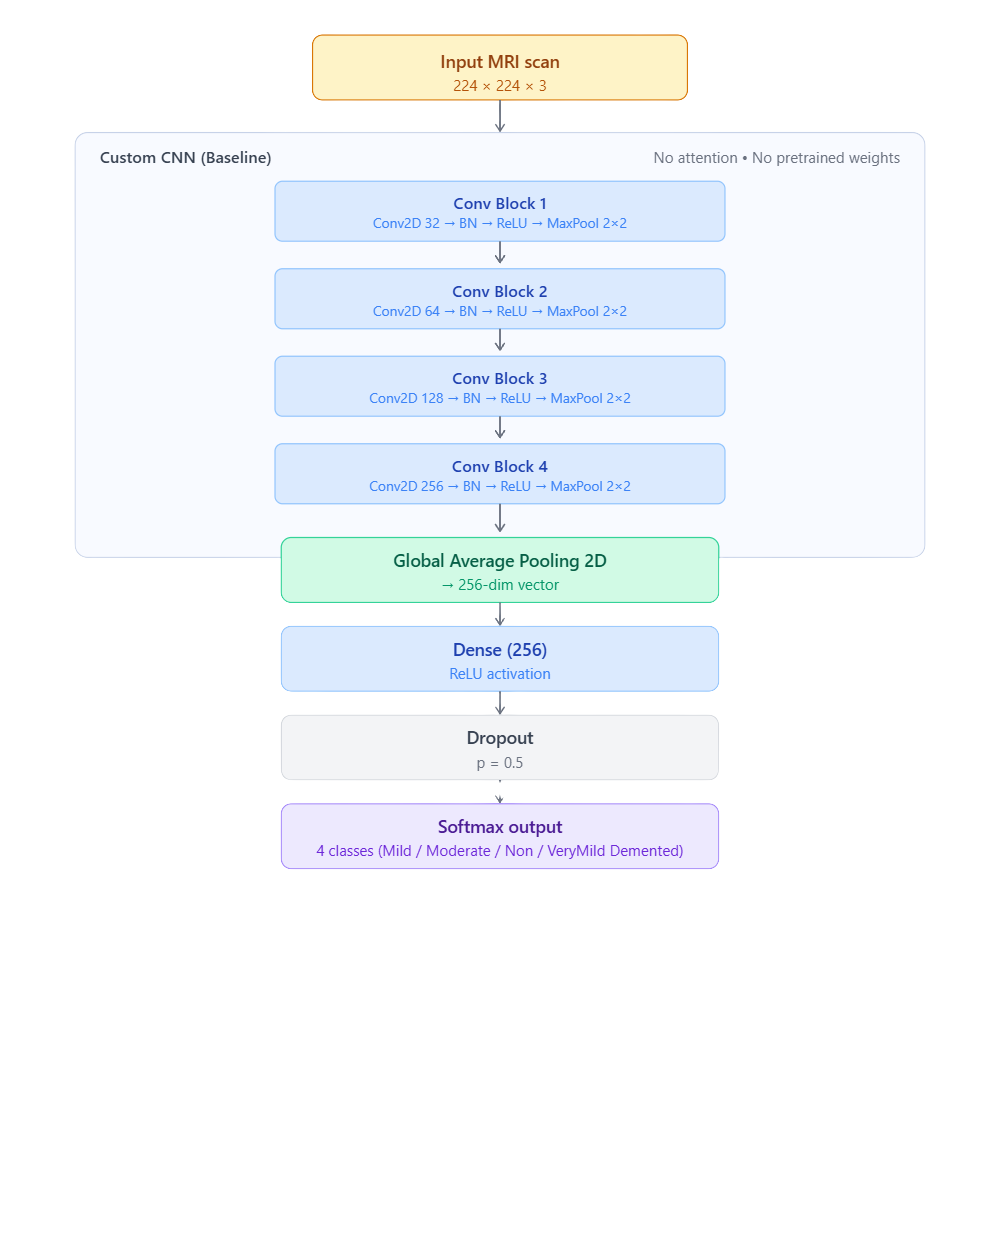 Input MRI scan
224 × 224 × 3
Custom CNN (Baseline)
No attention • No pretrained weights
Conv Block 1
Conv2D 32 → BN → ReLU → MaxPool 2×2
Conv Block 2
Conv2D 64 → BN → ReLU → MaxPool 2×2
Conv Block 3
Conv2D 128 → BN → ReLU → MaxPool 2×2
Conv Block 4
Conv2D 256 → BN → ReLU → MaxPool 2×2
Global Average Pooling 2D
→ 256-dim vector
Dense (256)
ReLU activation
Dropout
p = 0.5
Softmax output
4 classes (Mild / Moderate / Non / VeryMild Demented)